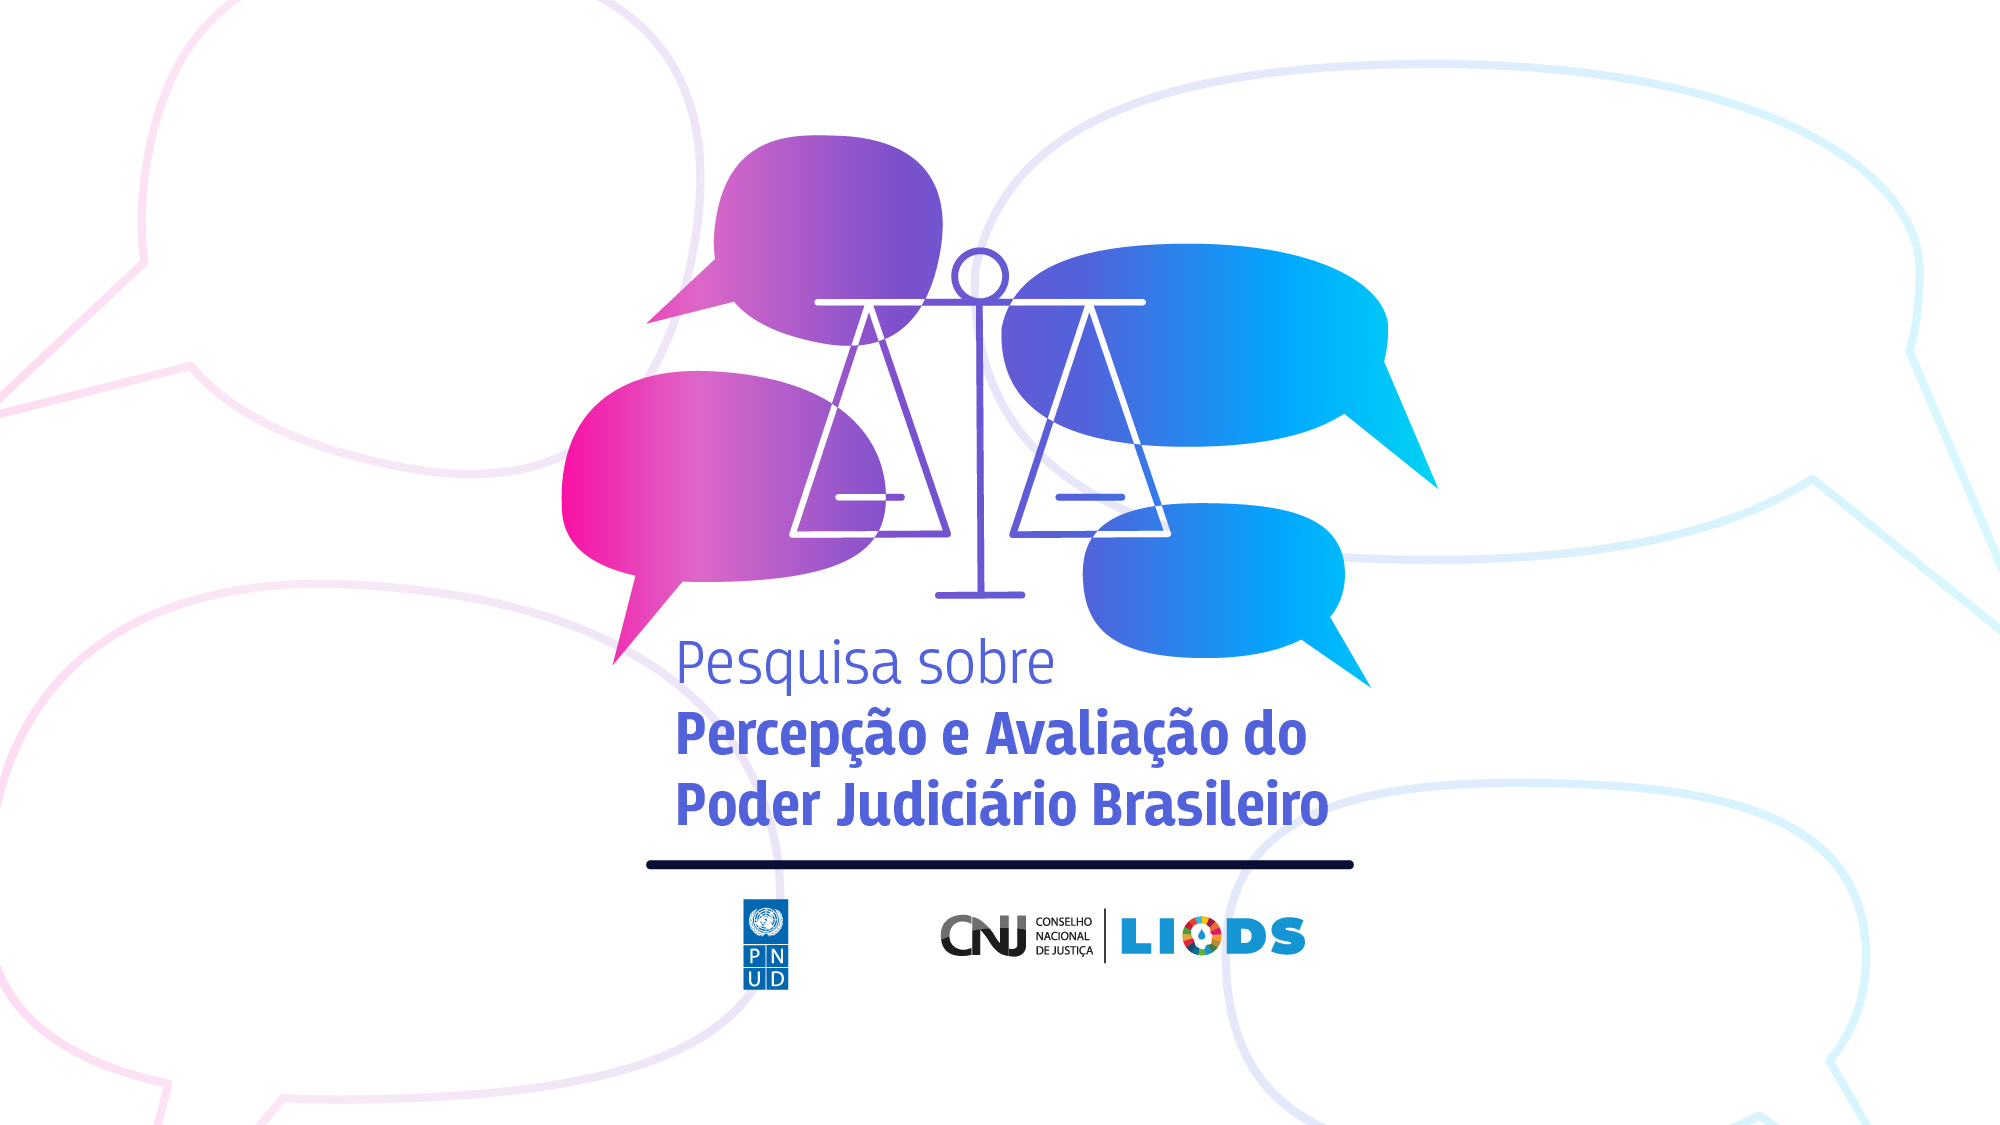 Pesquisa sobre
Percepção e Avaliação do
Poder Judiciário Brasileiro
P N
U D
CNJ
CONSELHO
NACIONAL
DE JUSTIÇA
LIODS